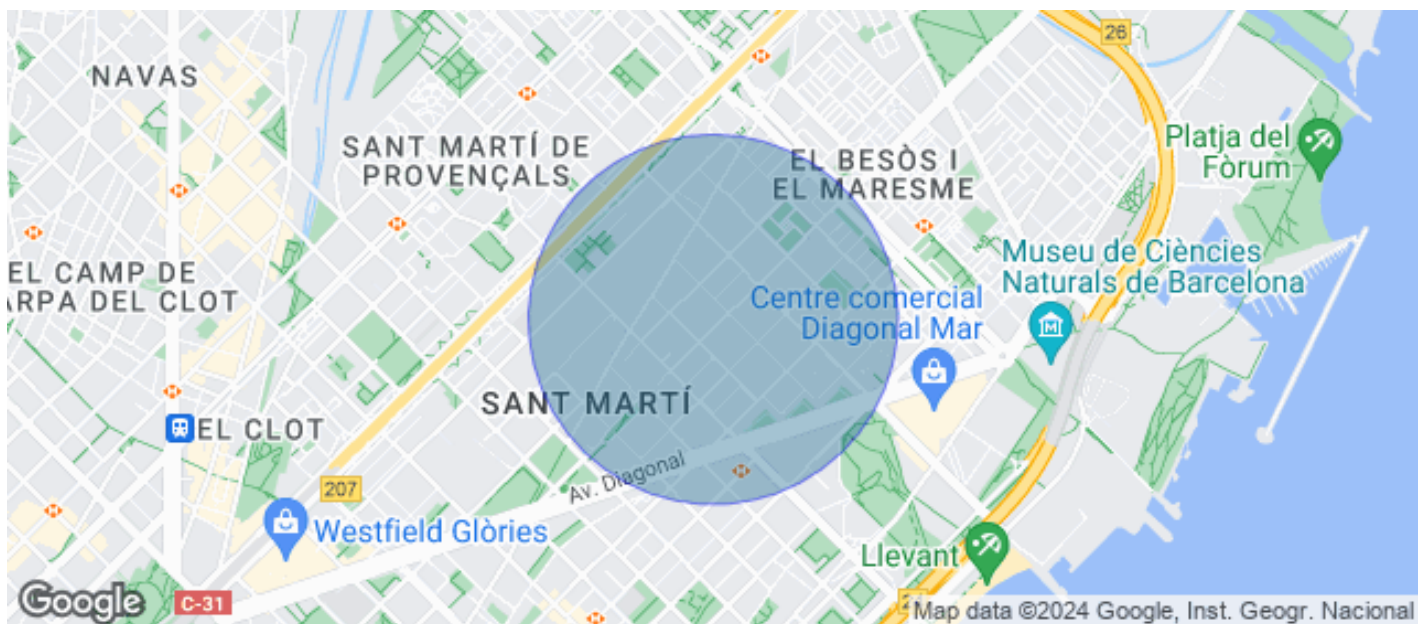 26
NAVAS
Platja del
Fòrum
SANT MARTÍ DE
PROVENÇALS
EL BESÒS I
EL MARESME
Museu de Ciències
Naturals de Barcelona
EL CAMP DE
ARPA DEL CLOT
Centre comercial
Diagonal Mar
M
SANT MARTÍ
EL CLOT
Av. Diagonal
207
Westfield Glòries
Llevant
Google
C-31
Map data ©2024 Google, Inst. Geogr. Nacional